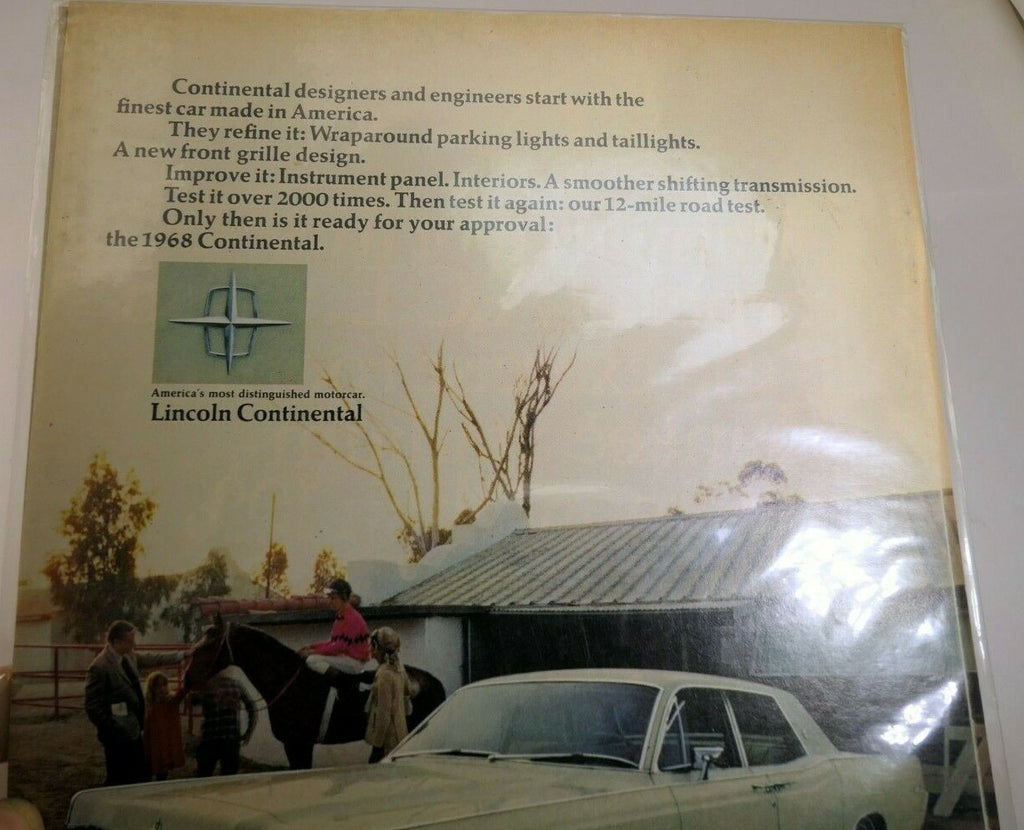 Continental designers and engineers start with the
finest car made in America.
They refine it: Wraparound parking lights and taillights.
A new front grille design.
Improve it: Instrument panel. Interiors. A smoother shifting transmission.
Test it over 2000 times. Then test it again: our 12-mile road test.
Only then is it ready for your approval:
the 1968 Continental.
America's most distinguished motorcar.
Lincoln Continental